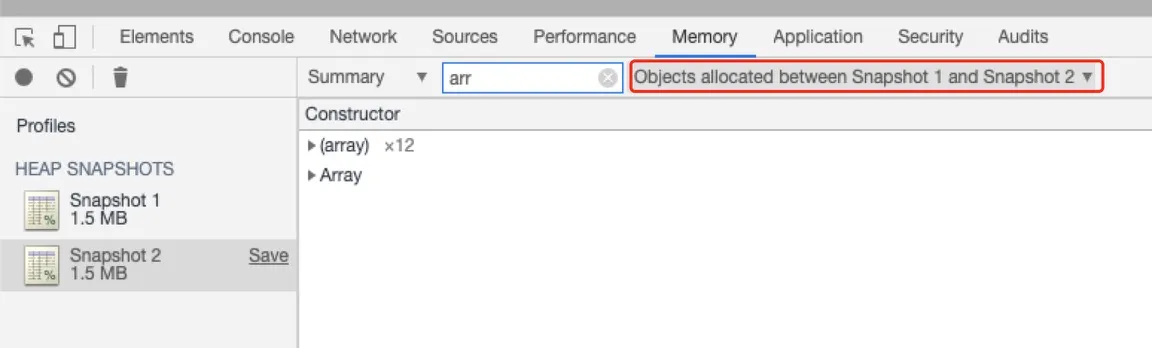 Elements Console Network Sources Performance Memory Application Security Audits
Summary ▼ arr Objects allocated between Snapshot 1 and Snapshot 2 ▼
Profiles
Constructor
(array) ×12
HEAP SNAPSHOTS
Array
Snapshot 1
1.5 MB
Snapshot 2 Save
1.5 MB